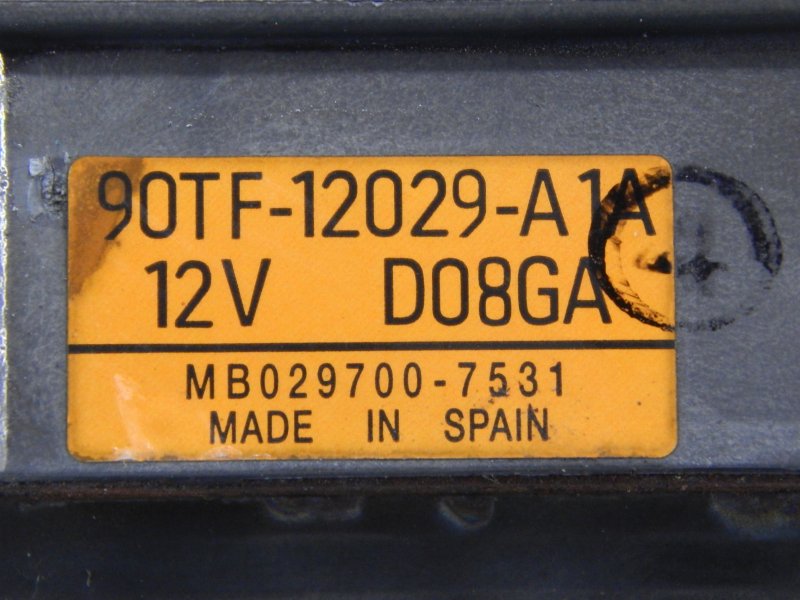 90TF-12029-A1A
12V D08GA
MB029700-7531
MADE IN SPAIN